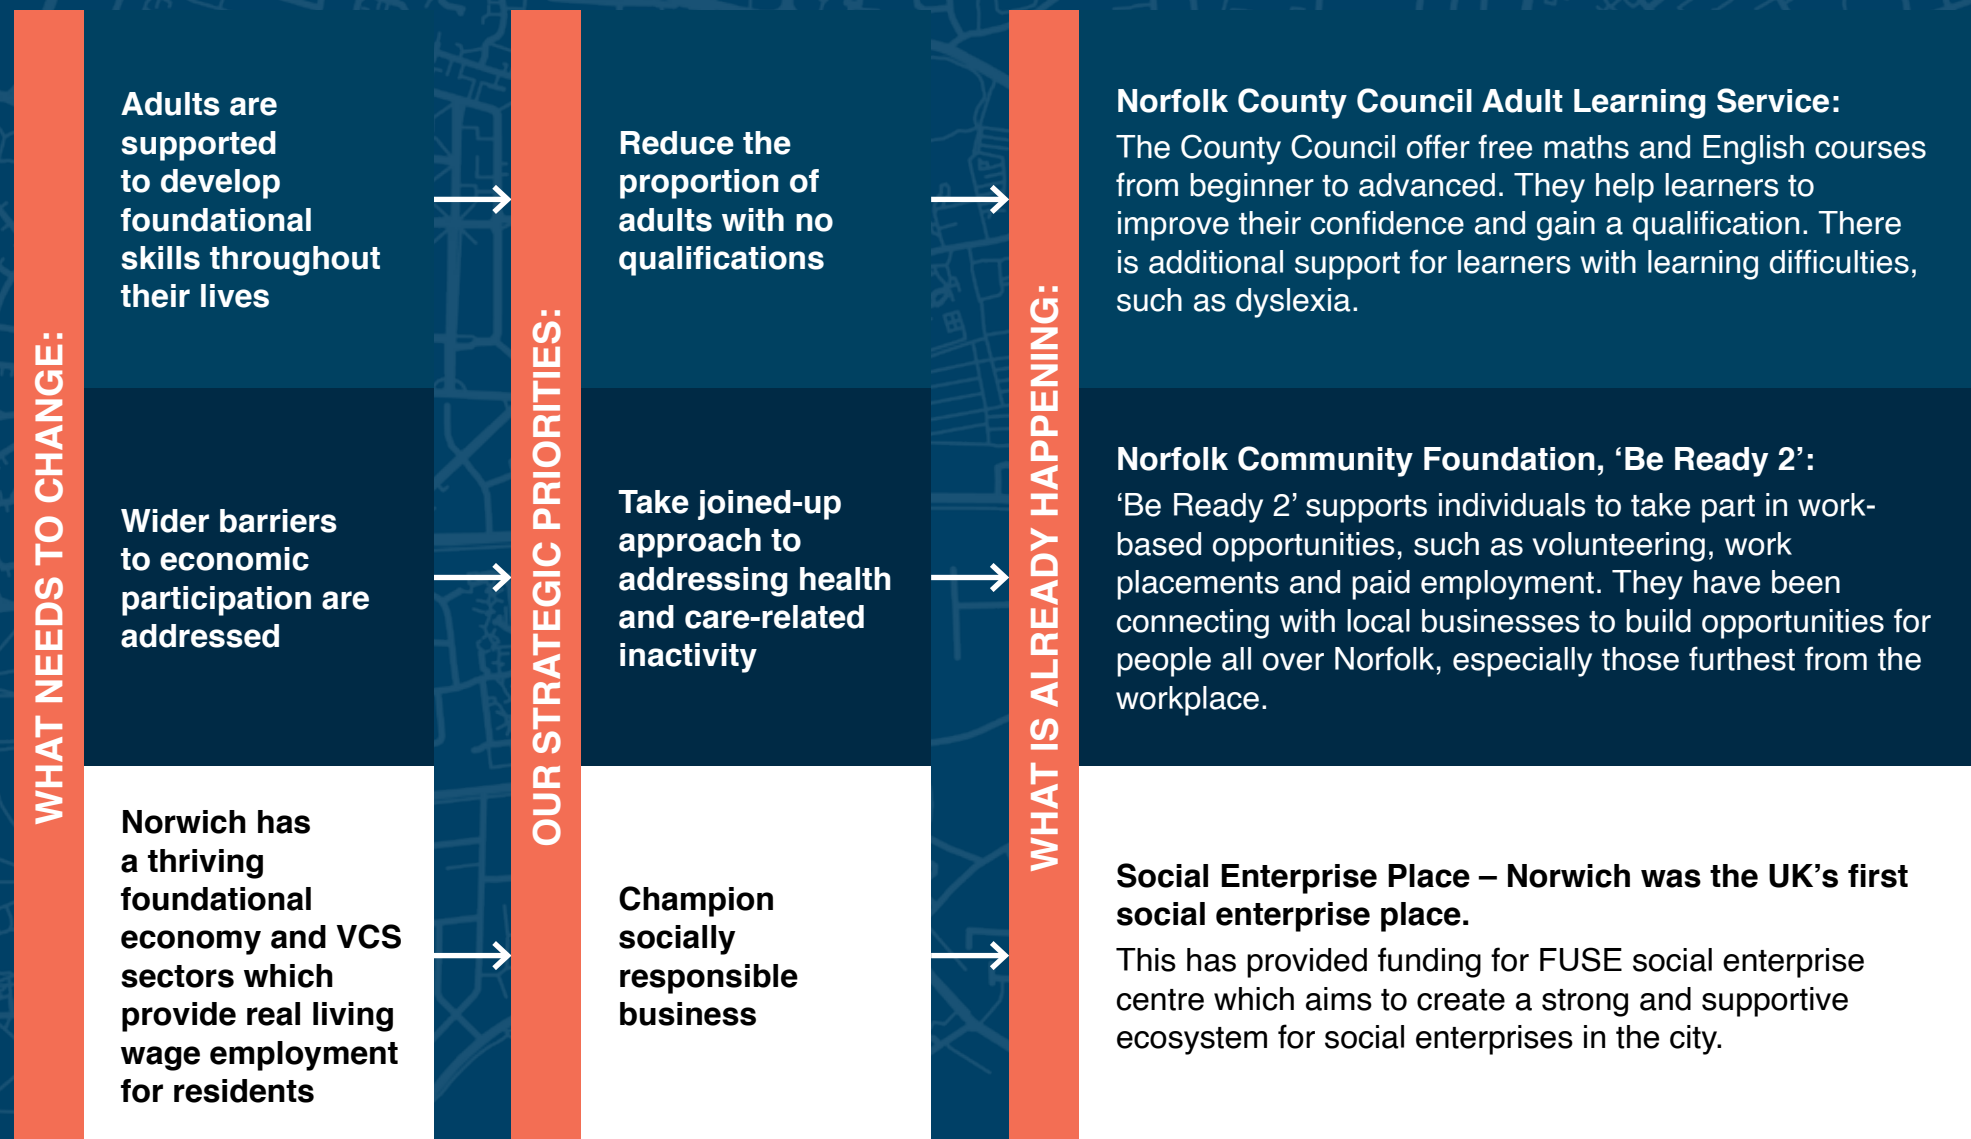 WHAT NEEDS TO CHANGE:
Adults are
supported
to develop
foundational
skills throughout
their lives
Wider barriers
to economic
participation are
addressed
Norwich has
a thriving
foundational
economy and VCS
sectors which
provide real living
wage employment
for residents
OUR STRATEGIC PRIORITIES:
Reduce the
proportion of
adults with no
qualifications
Take joined-up
approach to
addressing health
and care-related
inactivity
Champion
socially
responsible
business
WHAT IS ALREADY HAPPENING:
Norfolk County Council Adult Learning Service:
The County Council offer free maths and English courses
from beginner to advanced. They help learners to
improve their confidence and gain a qualification. There
is additional support for learners with learning difficulties,
such as dyslexia.
Norfolk Community Foundation, ‘Be Ready 2’:
‘Be Ready 2’ supports individuals to take part in work-
based opportunities, such as volunteering, work
placements and paid employment. They have been
connecting with local businesses to build opportunities for
people all over Norfolk, especially those furthest from the
workplace.
Social Enterprise Place – Norwich was the UK’s first
social enterprise place.
This has provided funding for FUSE social enterprise
centre which aims to create a strong and supportive
ecosystem for social enterprises in the city.